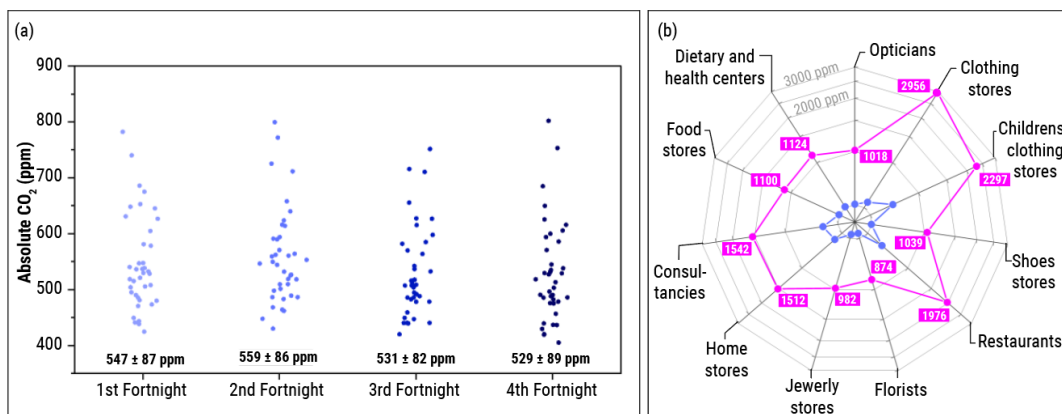 (a)
Absolute CO2 (ppm)
900
800
700
600
500
400
547 ± 87 ppm
559 ± 86 ppm
531 ± 82 ppm
529 ± 89 ppm
1st Fortnight
2nd Fortnight
3rd Fortnight
4th Fortnight
(b)
Opticians
Clothing
stores
Childrens
clothing
stores
Shoes
stores
Restaurants
Florists
Jewerly
stores
Home
stores
Consul-
tancies
Food
stores
Dietary and
health centers
3000 ppm
2000 ppm
1018
2956
2297
1039
1976
874
982
1512
1542
1100
1124